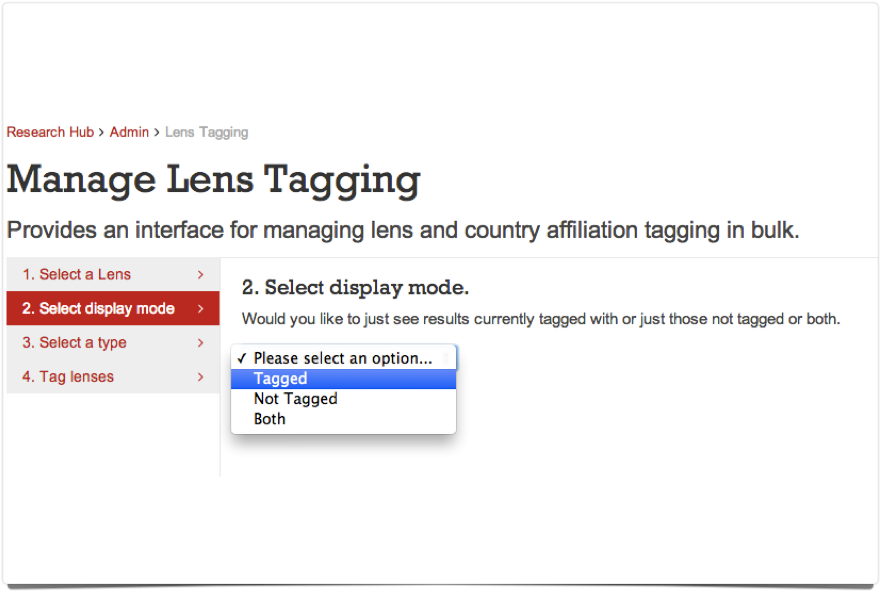 Research Hub > Admin > Lens Tagging
Manage Lens Tagging
Provides an interface for managing lens and country affiliation tagging in bulk.
1. Select a Lens >
2. Select display mode >
3. Select a type >
4. Tag lenses >
2. Select display mode.
Would you like to just see results currently tagged with or just those not tagged or both.
✓ Please select an option...
Tagged
Not Tagged
Both